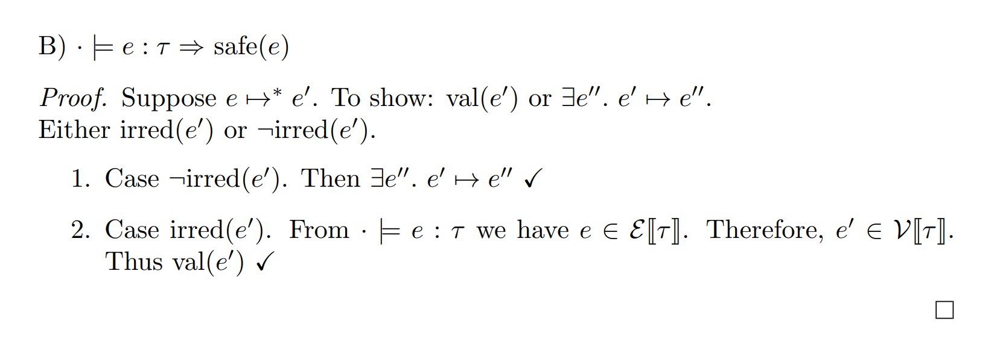 B) · ⊨ e : τ ⇒ safe(e)
Proof. Suppose e ↦* e′. To show: val(e′) or ∃e″. e′ ↦ e″.
Either irred(e′) or ¬irred(e′).
1. Case ¬irred(e′). Then ∃e″. e′ ↦ e″ ✓
2. Case irred(e′). From · ⊨ e : τ we have e ∈ ℰ⟦τ⟧. Therefore, e′ ∈ 𝒱⟦τ⟧.
Thus val(e′) ✓
□